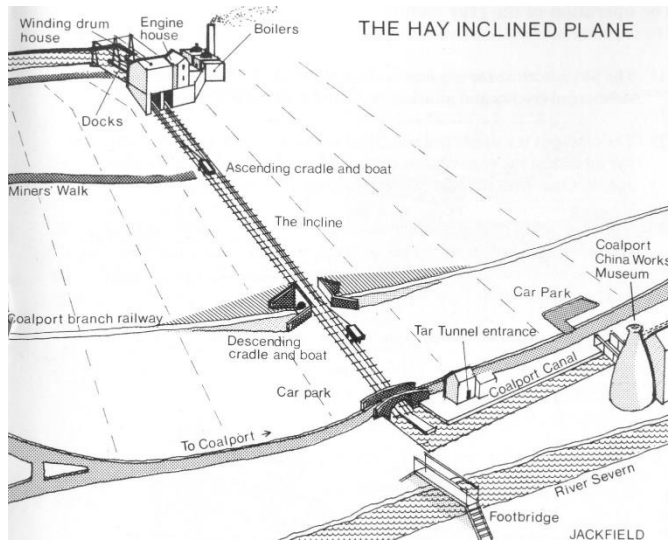 THE HAY INCLINED PLANE
Winding drum
house
Engine
house
Boilers
Docks
Ascending cradle and boat
Miners' Walk
The Incline
Coalport
China Works
Museum
Car Park
Coalport branch railway
Tar Tunnel entrance
Descending
cradle and boat
Coalport Canal
Car park
To Coalport →
River Severn
Footbridge
JACKFIELD